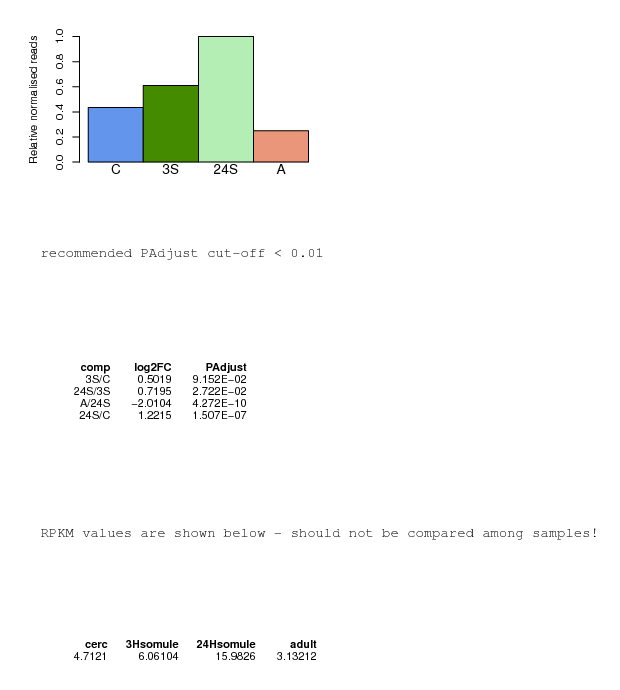 Relative normalised reads
1.0
0.8
0.6
0.4
0.2
0.0
C 3S 24S A
recommended PAdjust cut-off < 0.01
comp log2FC PAdjust
3S/C 0.5019 9.152E−02
24S/3S 0.7195 2.722E−02
A/24S −2.0104 4.272E−10
24S/C 1.2215 1.507E−07
RPKM values are shown below - should not be compared among samples!
cerc 3Hsomule 24Hsomule adult
4.7121 6.06104 15.9826 3.13212